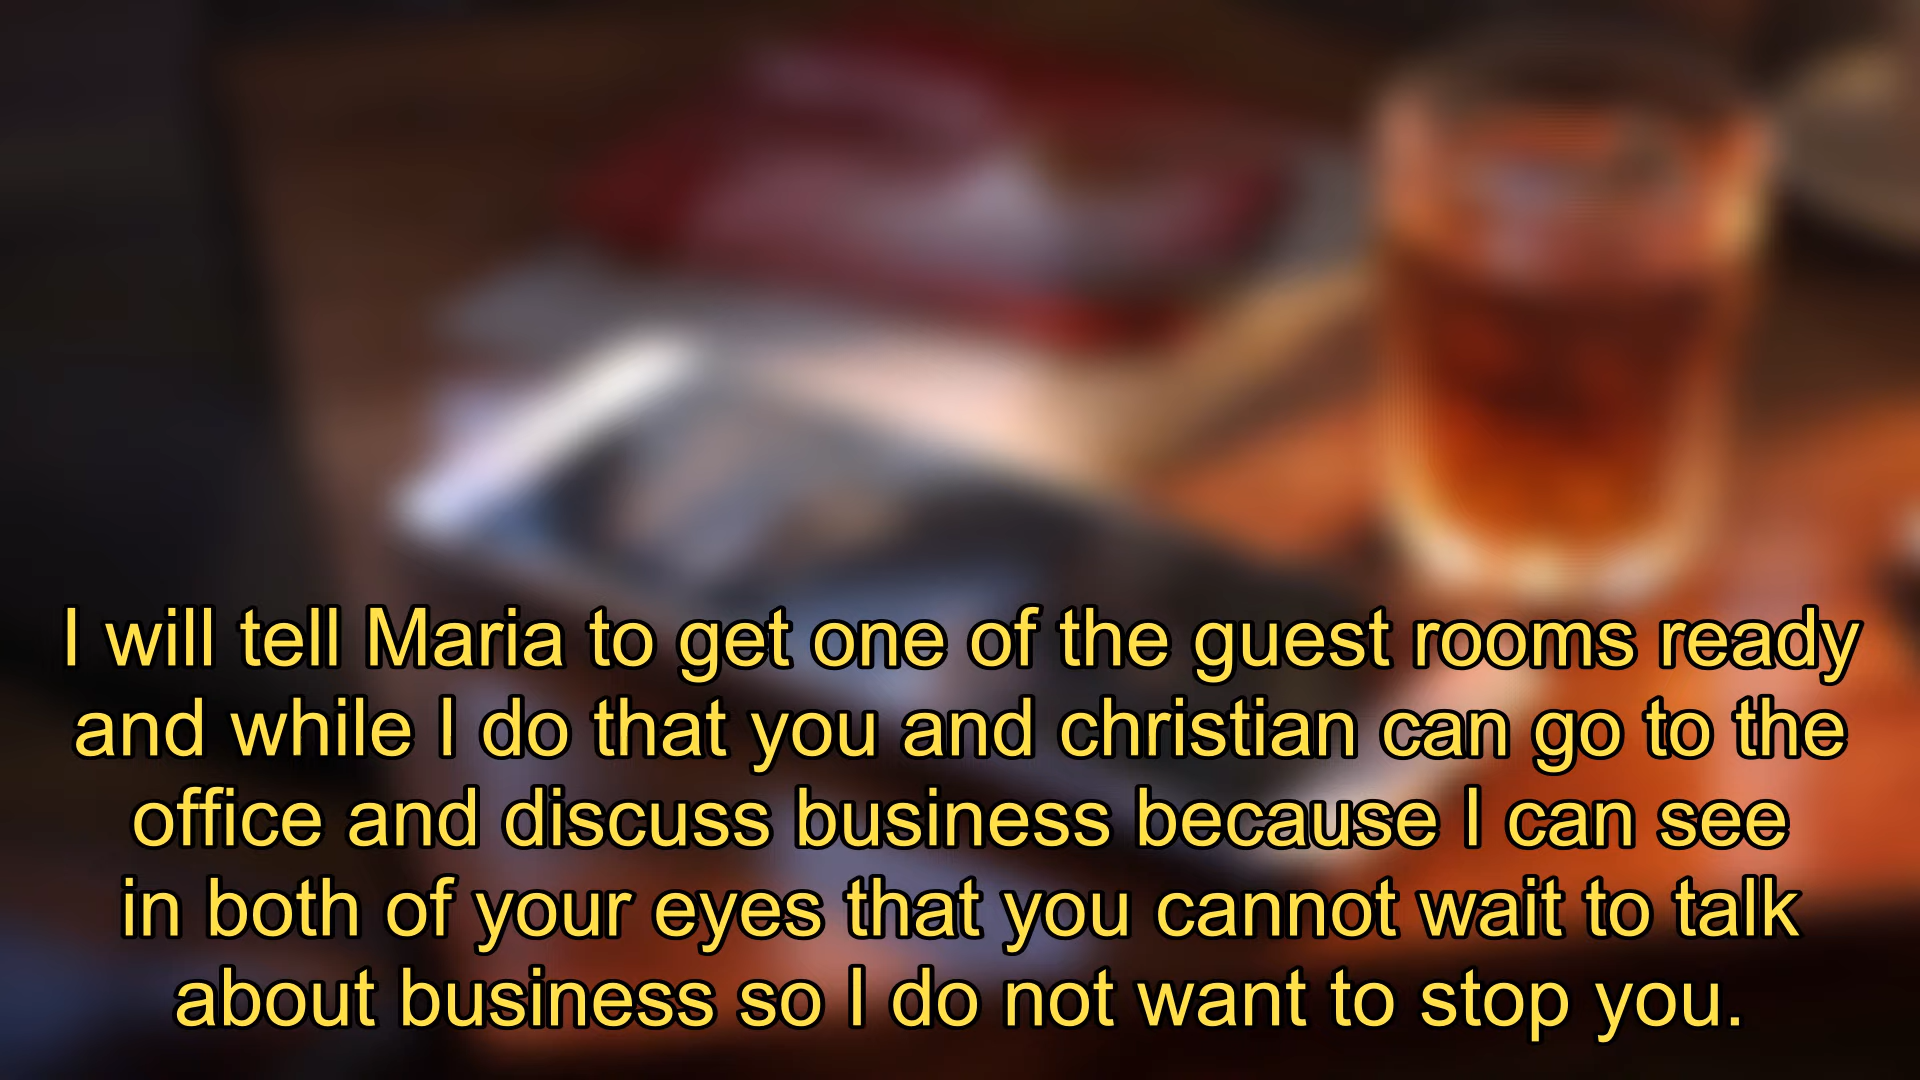 I will tell Maria to get one of the guest rooms ready
and while I do that you and christian can go to the
office and discuss business because I can see
in both of your eyes that you cannot wait to talk
about business so I do not want to stop you.